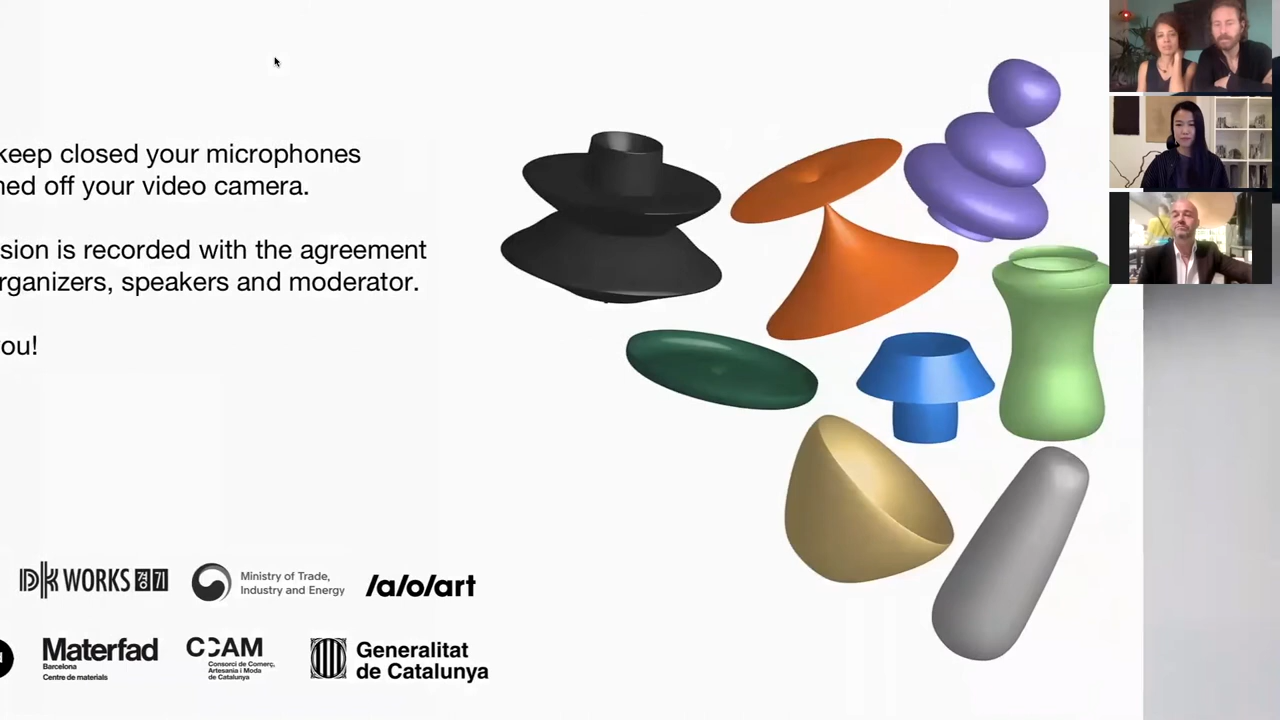 keep closed your microphones
ned off your video camera.
sion is recorded with the agreement
rganizers, speakers and moderator.
ou!
DK WORKS
Ministry of Trade,
Industry and Energy
/a/o/art
Materfad
Barcelona
Centre de materials
CCAM
Consorci de Comerç,
Artesania i Moda
de Catalunya
Generalitat
de Catalunya